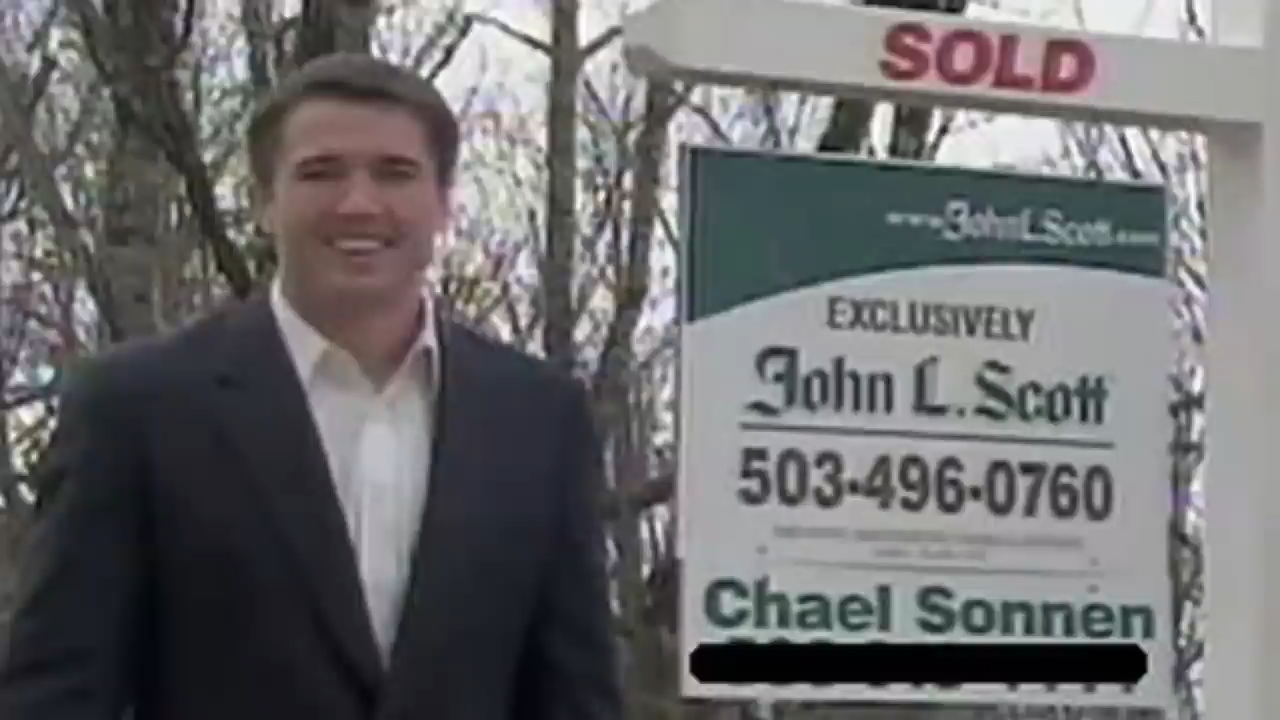 SOLD
www.JohnLScott.com
EXCLUSIVELY
John L. Scott
503-496-0760
Chael Sonnen